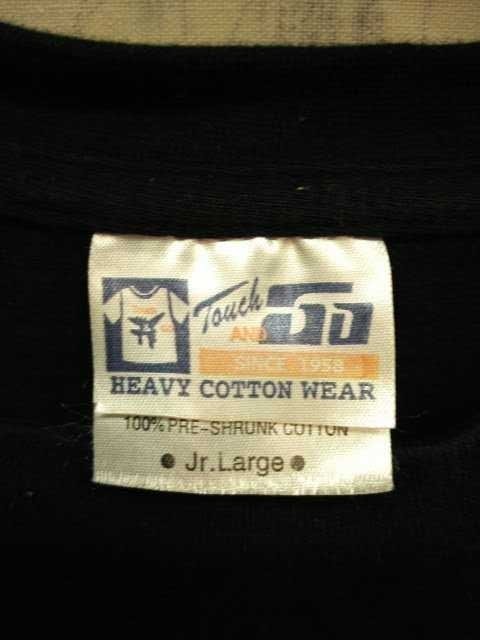 Touch
AND GO
SINCE 1958
HEAVY COTTON WEAR
100% PRE-SHRUNK COTTON
● Jr.Large ●